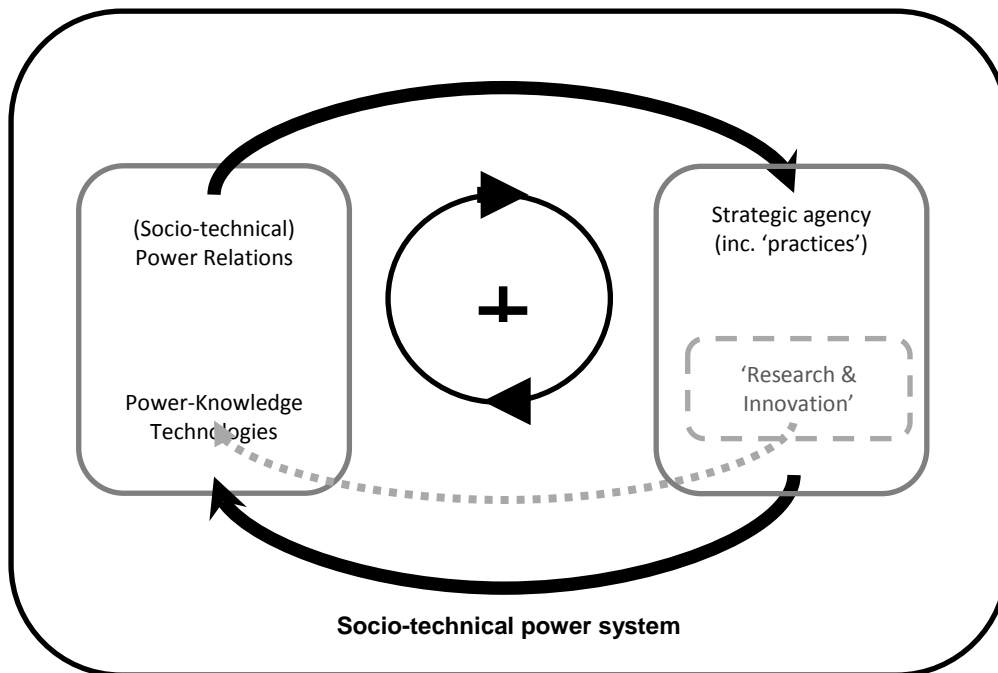 (Socio-technical)
Power Relations
Power-Knowledge
Technologies
+
Strategic agency
(inc. ‘practices’)
‘Research &
Innovation’
Socio-technical power system